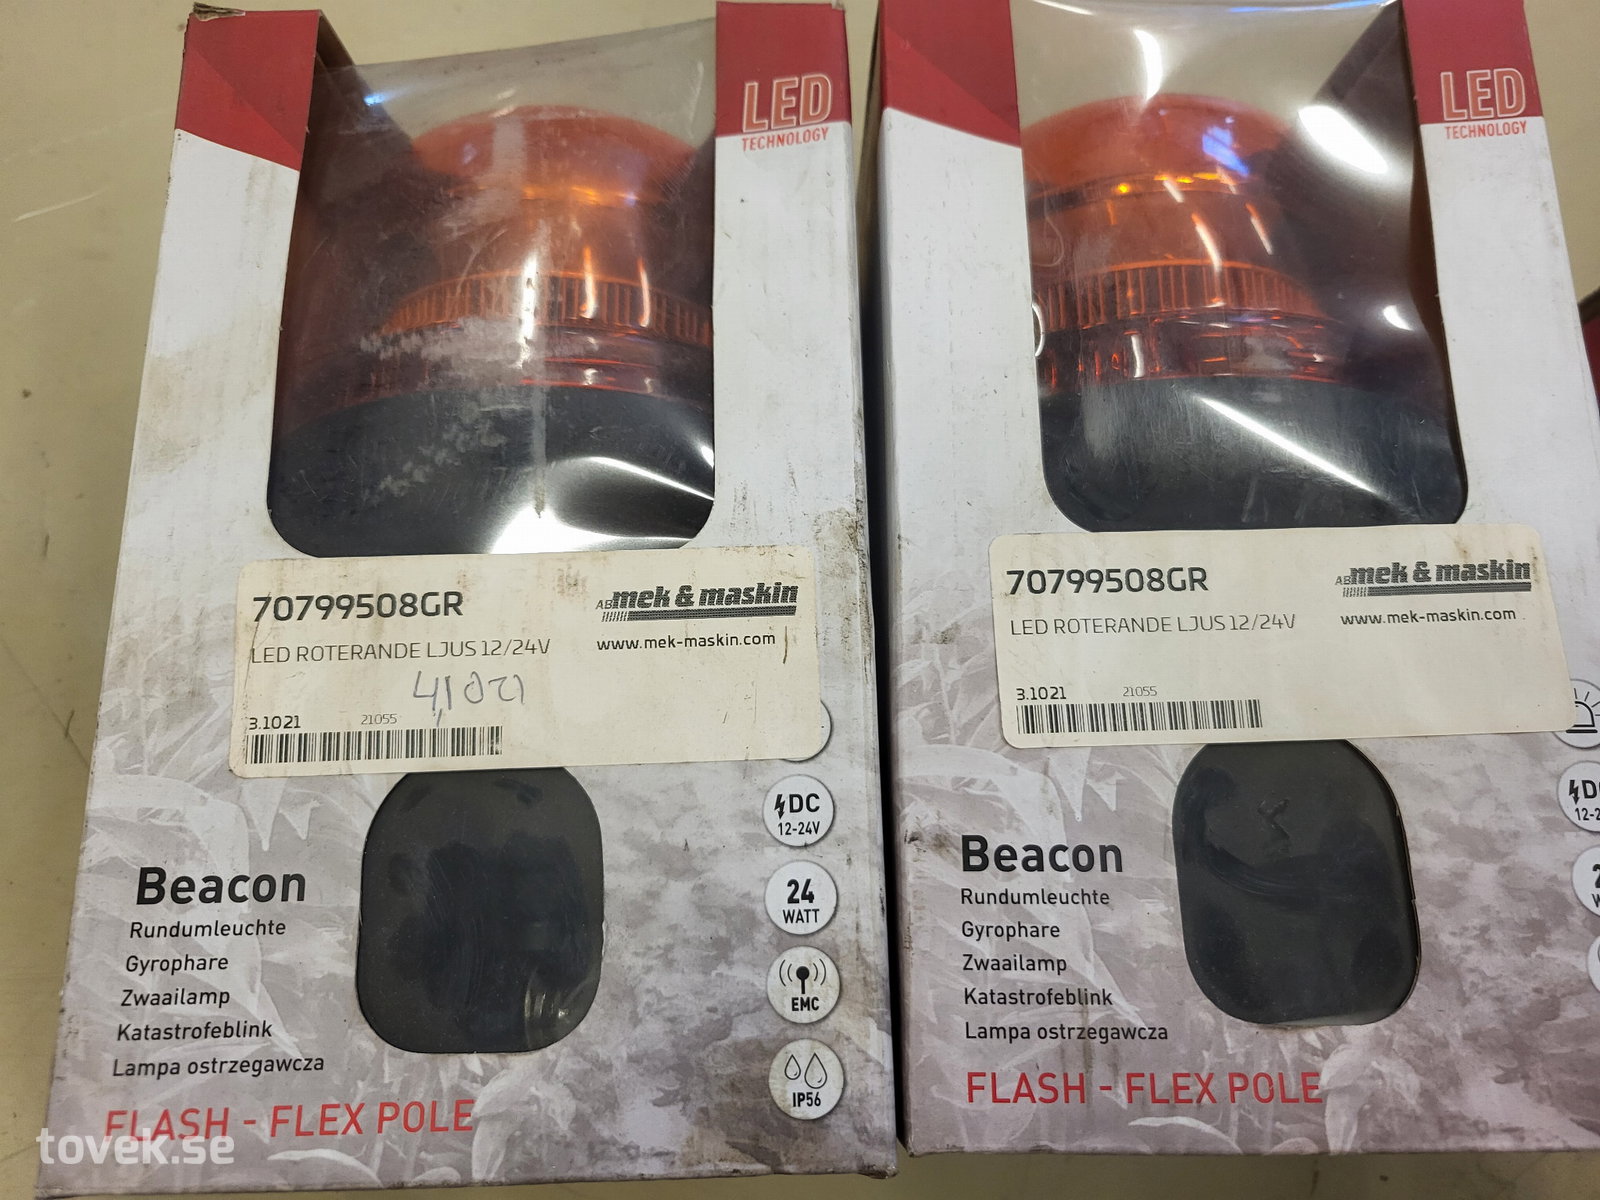 LED
TECHNOLOGY
70799508GR
AB mek & maskin
LED ROTERANDE LJUS 12/24V
www.mek-maskin.com
3.1021
21055
DC
12-24V
24
WATT
EMC
IP56
Beacon
Rundumleuchte
Gyrophare
Zwaailamp
Katastrofeblink
Lampa ostrzegawcza
FLASH - FLEX POLE
LED
TECHNOLOGY
70799508GR
AB mek & maskin
LED ROTERANDE LJUS 12/24V
www.mek-maskin.com
3.1021
21055
Beacon
Rundumleuchte
Gyrophare
Zwaailamp
Katastrofeblink
Lampa ostrzegawcza
FLASH - FLEX POLE
tovek.se